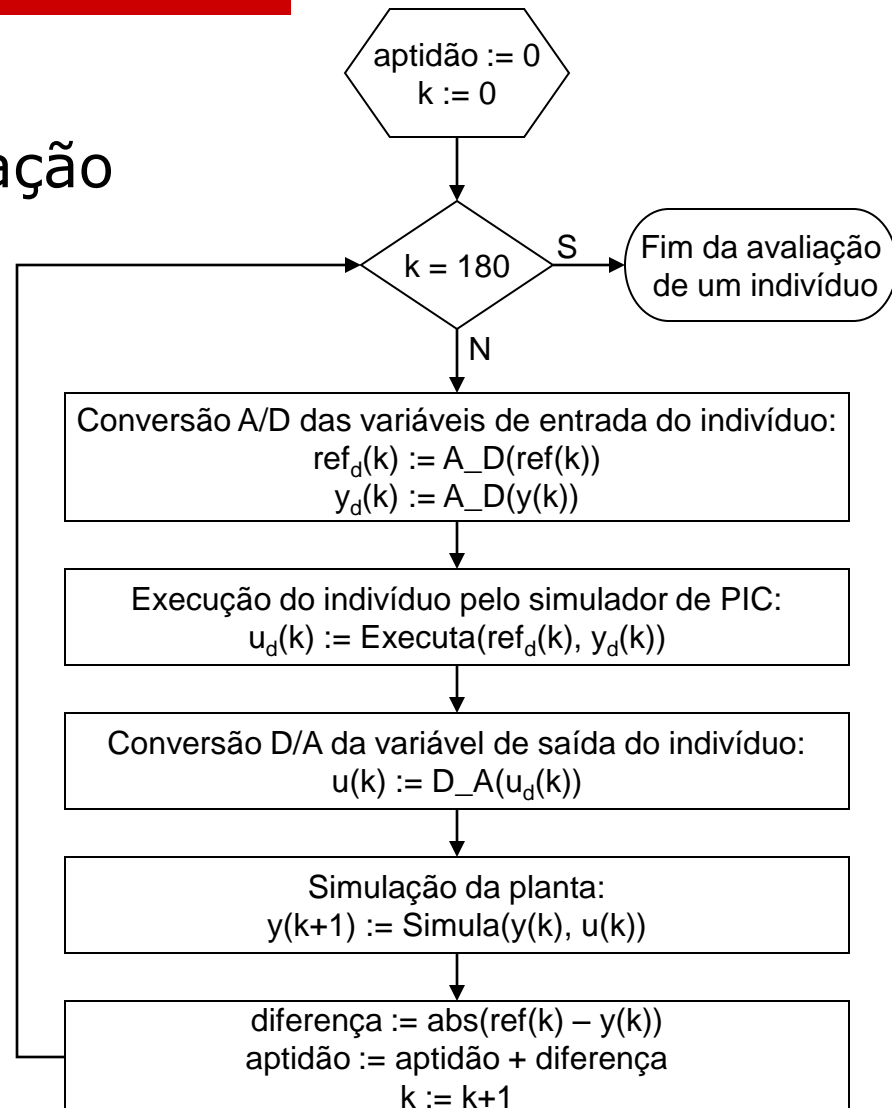 aptidão := 0
k := 0
ação
k = 180
S
Fim da avaliação
de um indivíduo
N
Conversão A/D das variáveis de entrada do indivíduo:
ref_d(k) := A_D(ref(k))
y_d(k) := A_D(y(k))
Execução do indivíduo pelo simulador de PIC:
u_d(k) := Executa(ref_d(k), y_d(k))
Conversão D/A da variável de saída do indivíduo:
u(k) := D_A(u_d(k))
Simulação da planta:
y(k+1) := Simula(y(k), u(k))
diferença := abs(ref(k) – y(k))
aptidão := aptidão + diferença
k := k+1